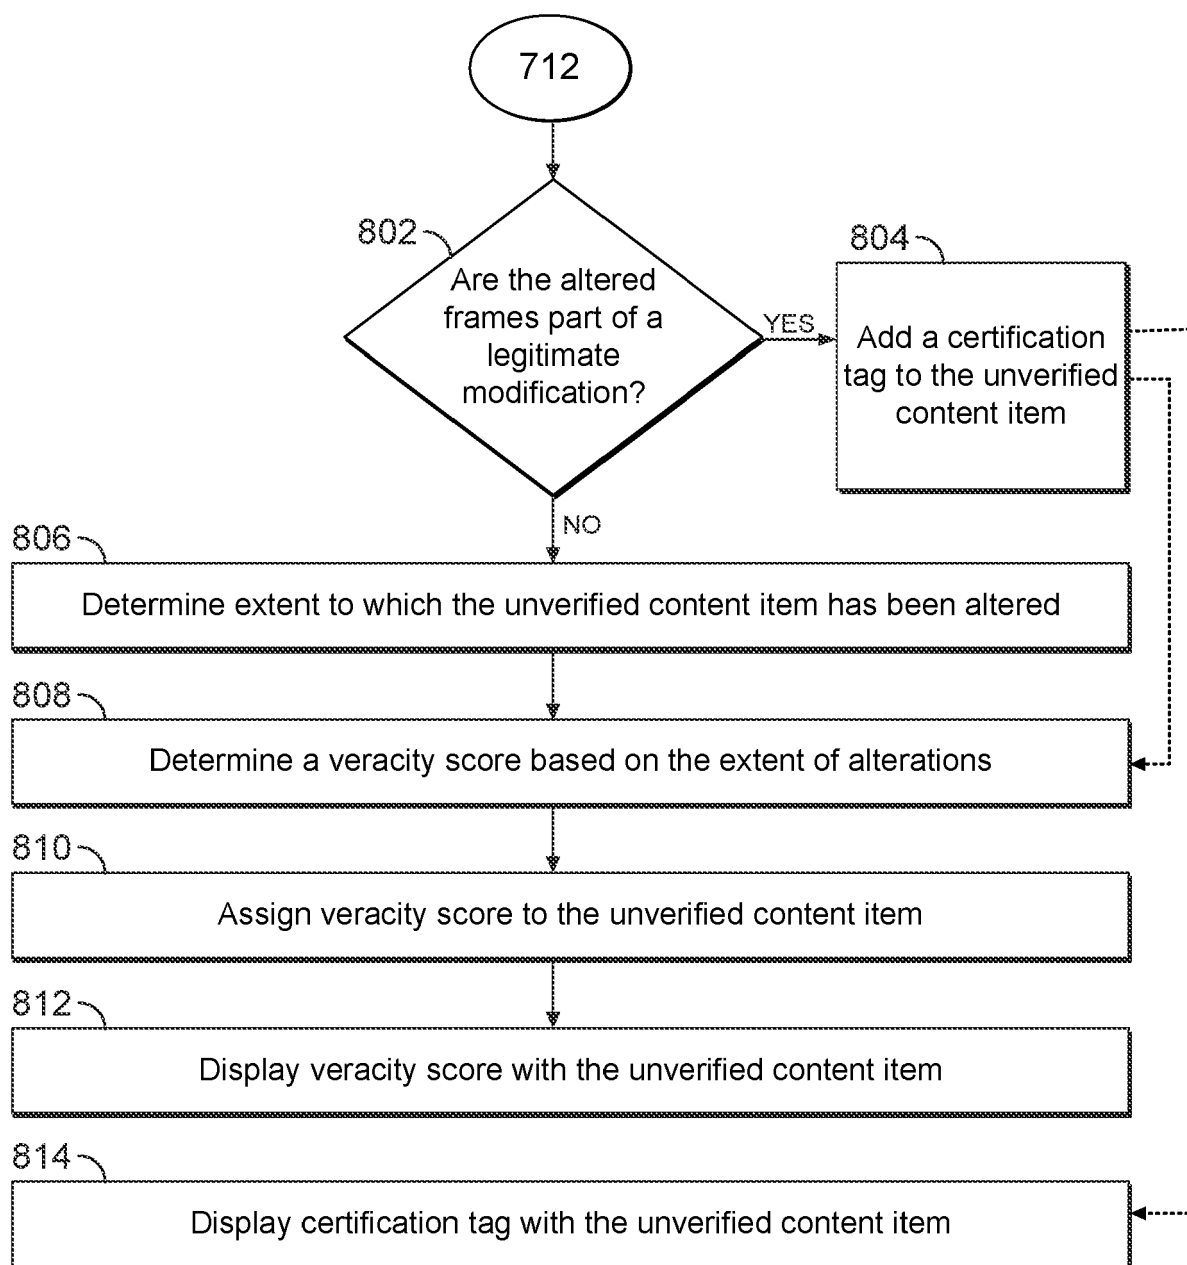 712
802
Are the altered
frames part of a
legitimate
modification?
YES
804
Add a certification
tag to the unverified
content item
NO
806
Determine extent to which the unverified content item has been altered
808
Determine a veracity score based on the extent of alterations
810
Assign veracity score to the unverified content item
812
Display veracity score with the unverified content item
814
Display certification tag with the unverified content item